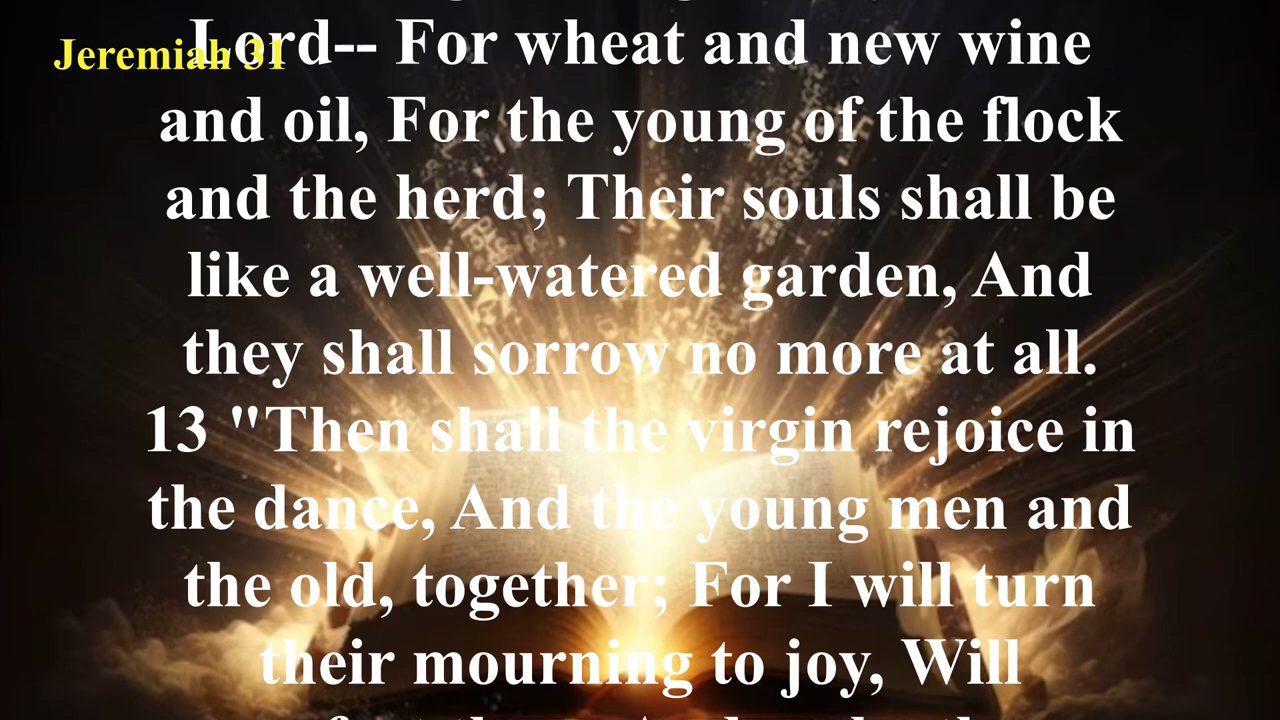 Jeremiah 31
Lord-- For wheat and new wine
and oil, For the young of the flock
and the herd; Their souls shall be
like a well-watered garden, And
they shall sorrow no more at all.
13 "Then shall the virgin rejoice in
the dance, And the young men and
the old, together; For I will turn
their mourning to joy, Will